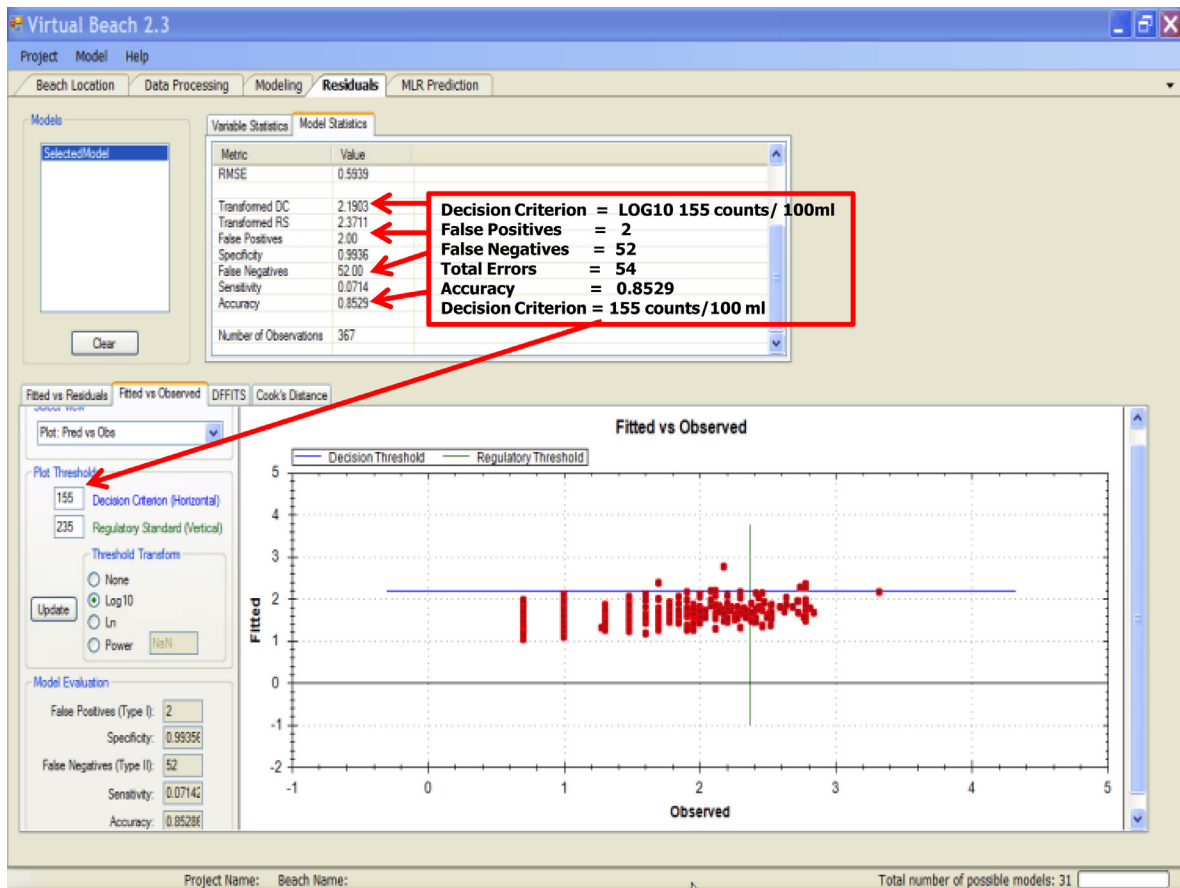 Virtual Beach 2.3
Project Model Help
Beach Location Data Processing Modeling Residuals MLR Prediction
Models
SelectedModel
Clear
Variable Statistics Model Statistics
Metric Value
RMSE 0.5939
Transformed DC 2.1903
Transformed RS 2.3711
False Positives 2.00
Specificity 0.9936
False Negatives 52.00
Sensitivity 0.0714
Accuracy 0.8529
Number of Observations 367
Decision Criterion = LOG10 155 counts/ 100ml
False Positives = 2
False Negatives = 52
Total Errors = 54
Accuracy = 0.8529
Decision Criterion = 155 counts/100 ml
Fitted vs Residuals Fitted vs Observed DFFITS Cook's Distance
Select View
Plot: Pred vs Obs
Plot Thresholds
155 Decision Criterion (Horizontal)
235 Regulatory Standard (Vertical)
Threshold Transform
None
Log10
Ln
Power NaN
Update
Model Evaluation
False Positives (Type I): 2
Specificity: 0.99356
False Negatives (Type II): 52
Sensitivity: 0.07142
Accuracy: 0.85286
Fitted vs Observed
Decision Threshold Regulatory Threshold
5
4
3
2
1
0
-1
-2
Fitted
-1 0 1 2 3 4 5
Observed
Project Name: Beach Name: Total number of possible models: 31